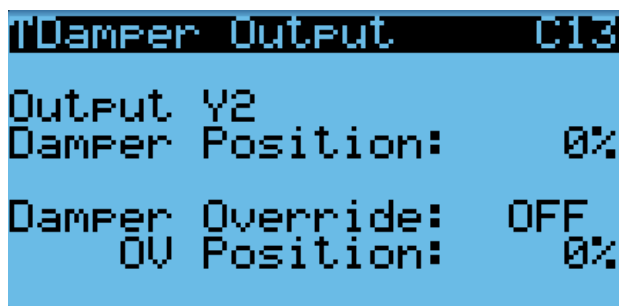 ↑Damper Output C13
Output Y2
Damper Position: 0%
Damper Override: OFF
OV Position: 0%